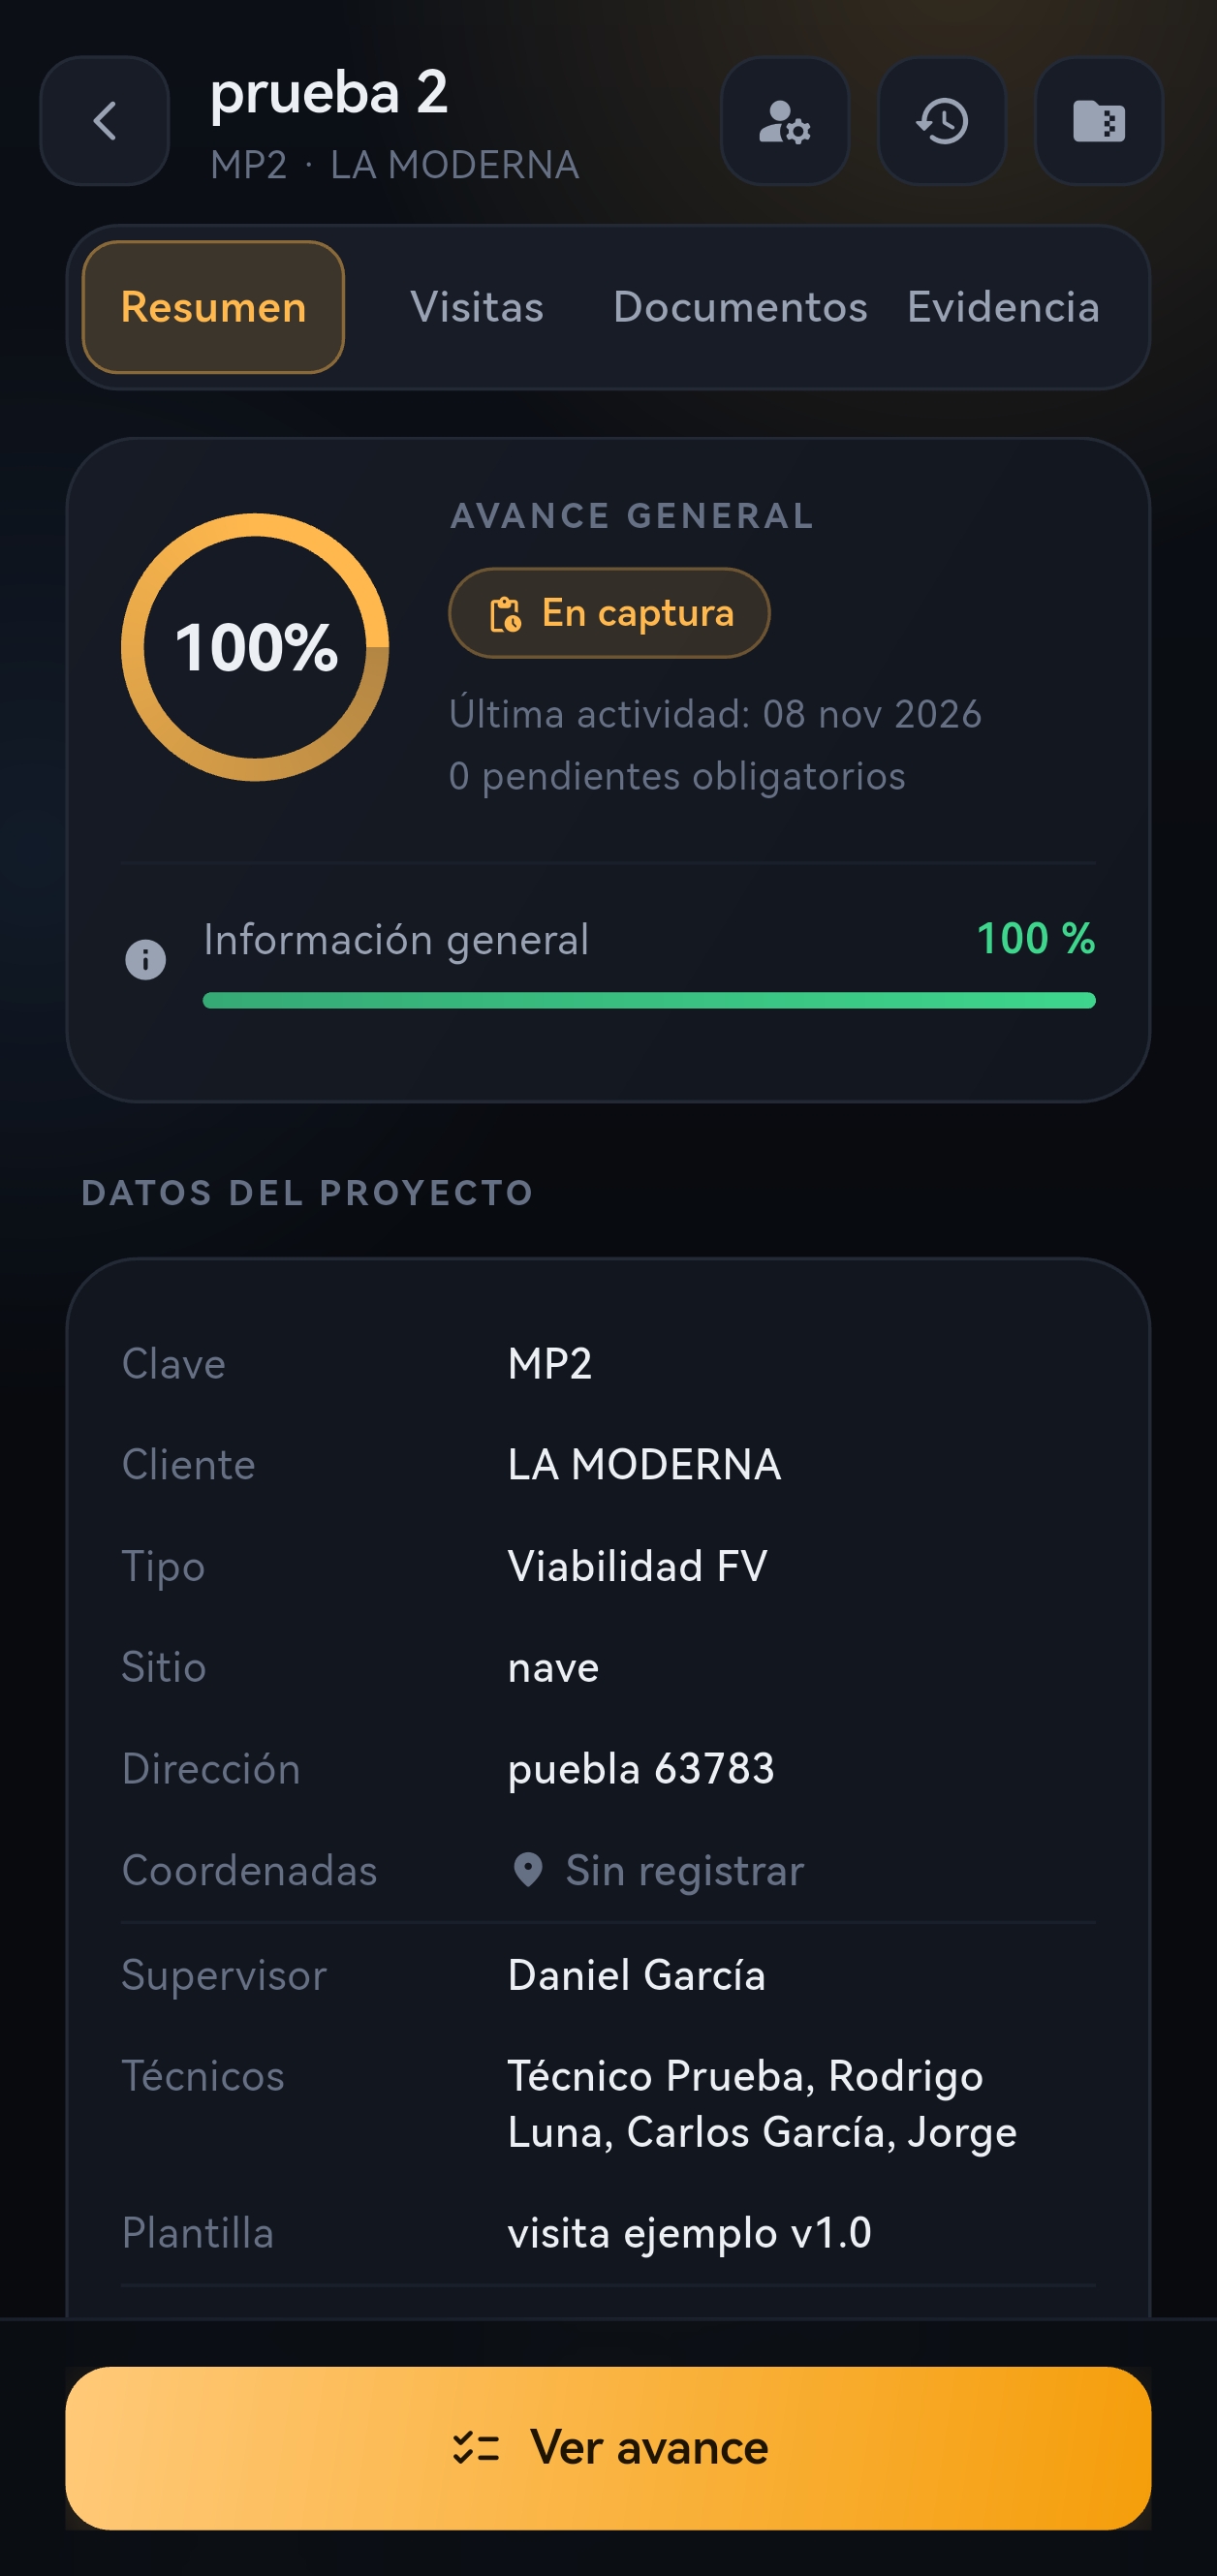 prueba 2
MP2 · LA MODERNA
Resumen
Visitas
Documentos
Evidencia
AVANCE GENERAL
100%
En captura
Última actividad: 08 nov 2026
0 pendientes obligatorios
Información general
100 %
DATOS DEL PROYECTO
Clave
MP2
Cliente
LA MODERNA
Tipo
Viabilidad FV
Sitio
nave
Dirección
puebla 63783
Coordenadas
Sin registrar
Supervisor
Daniel García
Técnicos
Técnico Prueba, Rodrigo
Luna, Carlos García, Jorge
Plantilla
visita ejemplo v1.0
Ver avance